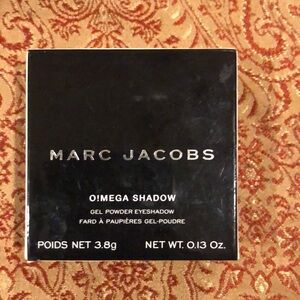 MARC JACOBS
O!MEGA SHADOW
GEL POWDER EYESHADOW
FARD À PAUPIÈRES GEL-POUDRE
POIDS NET 3.8g NET WT. 0.13 Oz.